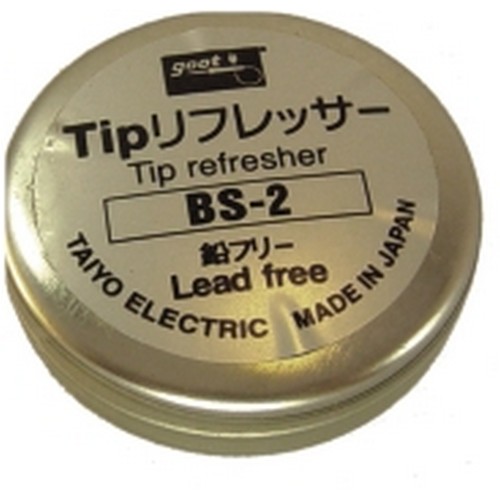 goot
Tipリフレッサー
Tip refresher
BS-2
鉛フリー
Lead free
TAIYO ELECTRIC MADE IN JAPAN